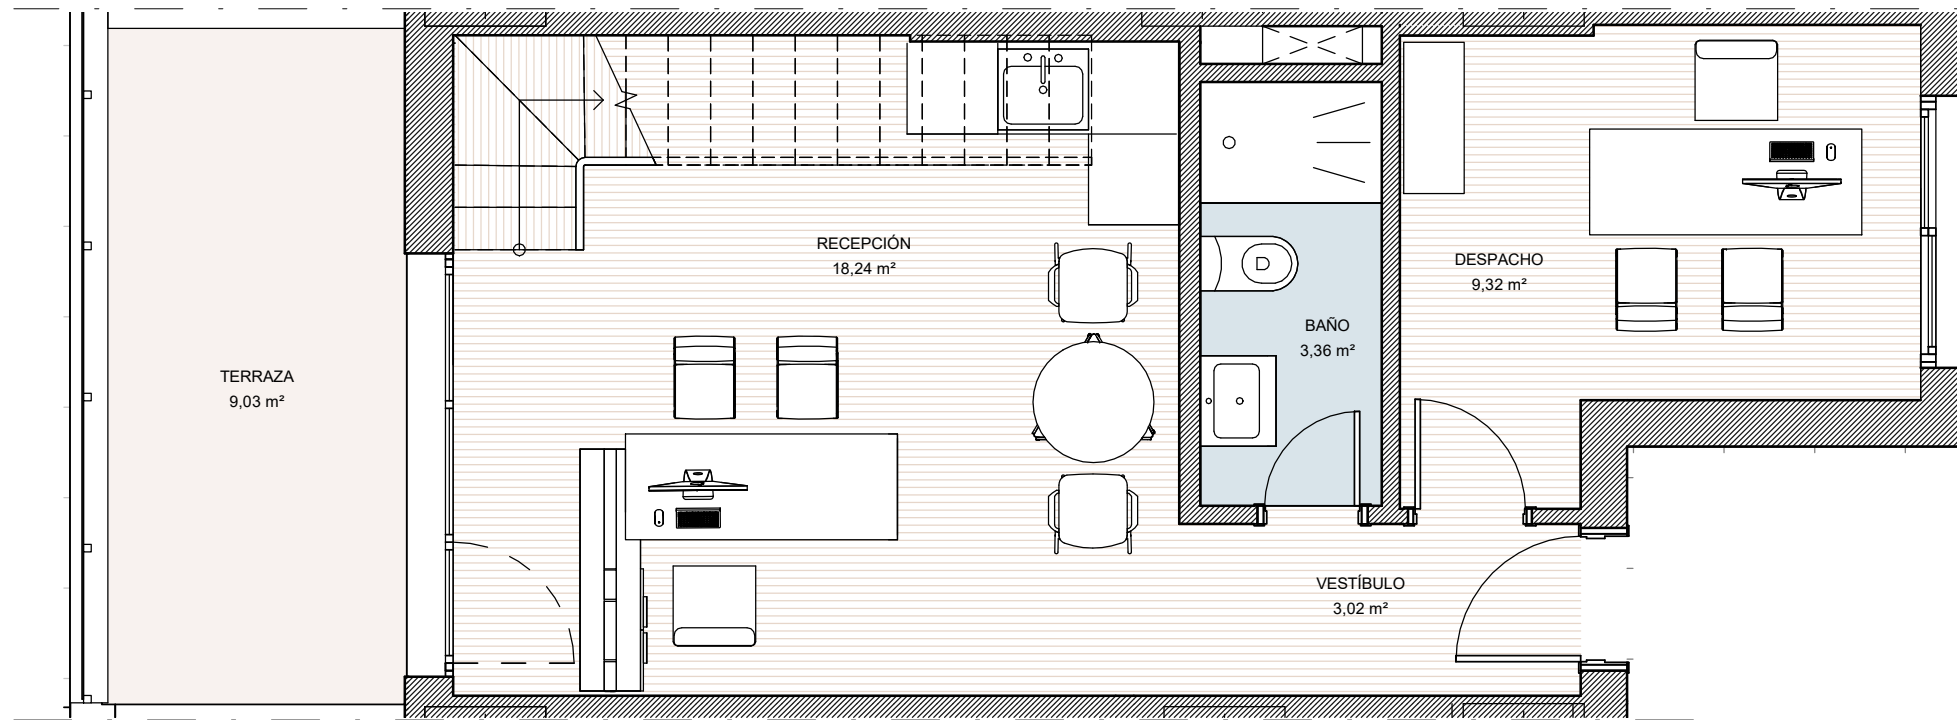 TERRAZA
9,03 m²
RECEPCIÓN
18,24 m²
BAÑO
3,36 m²
DESPACHO
9,32 m²
VESTÍBULO
3,02 m²